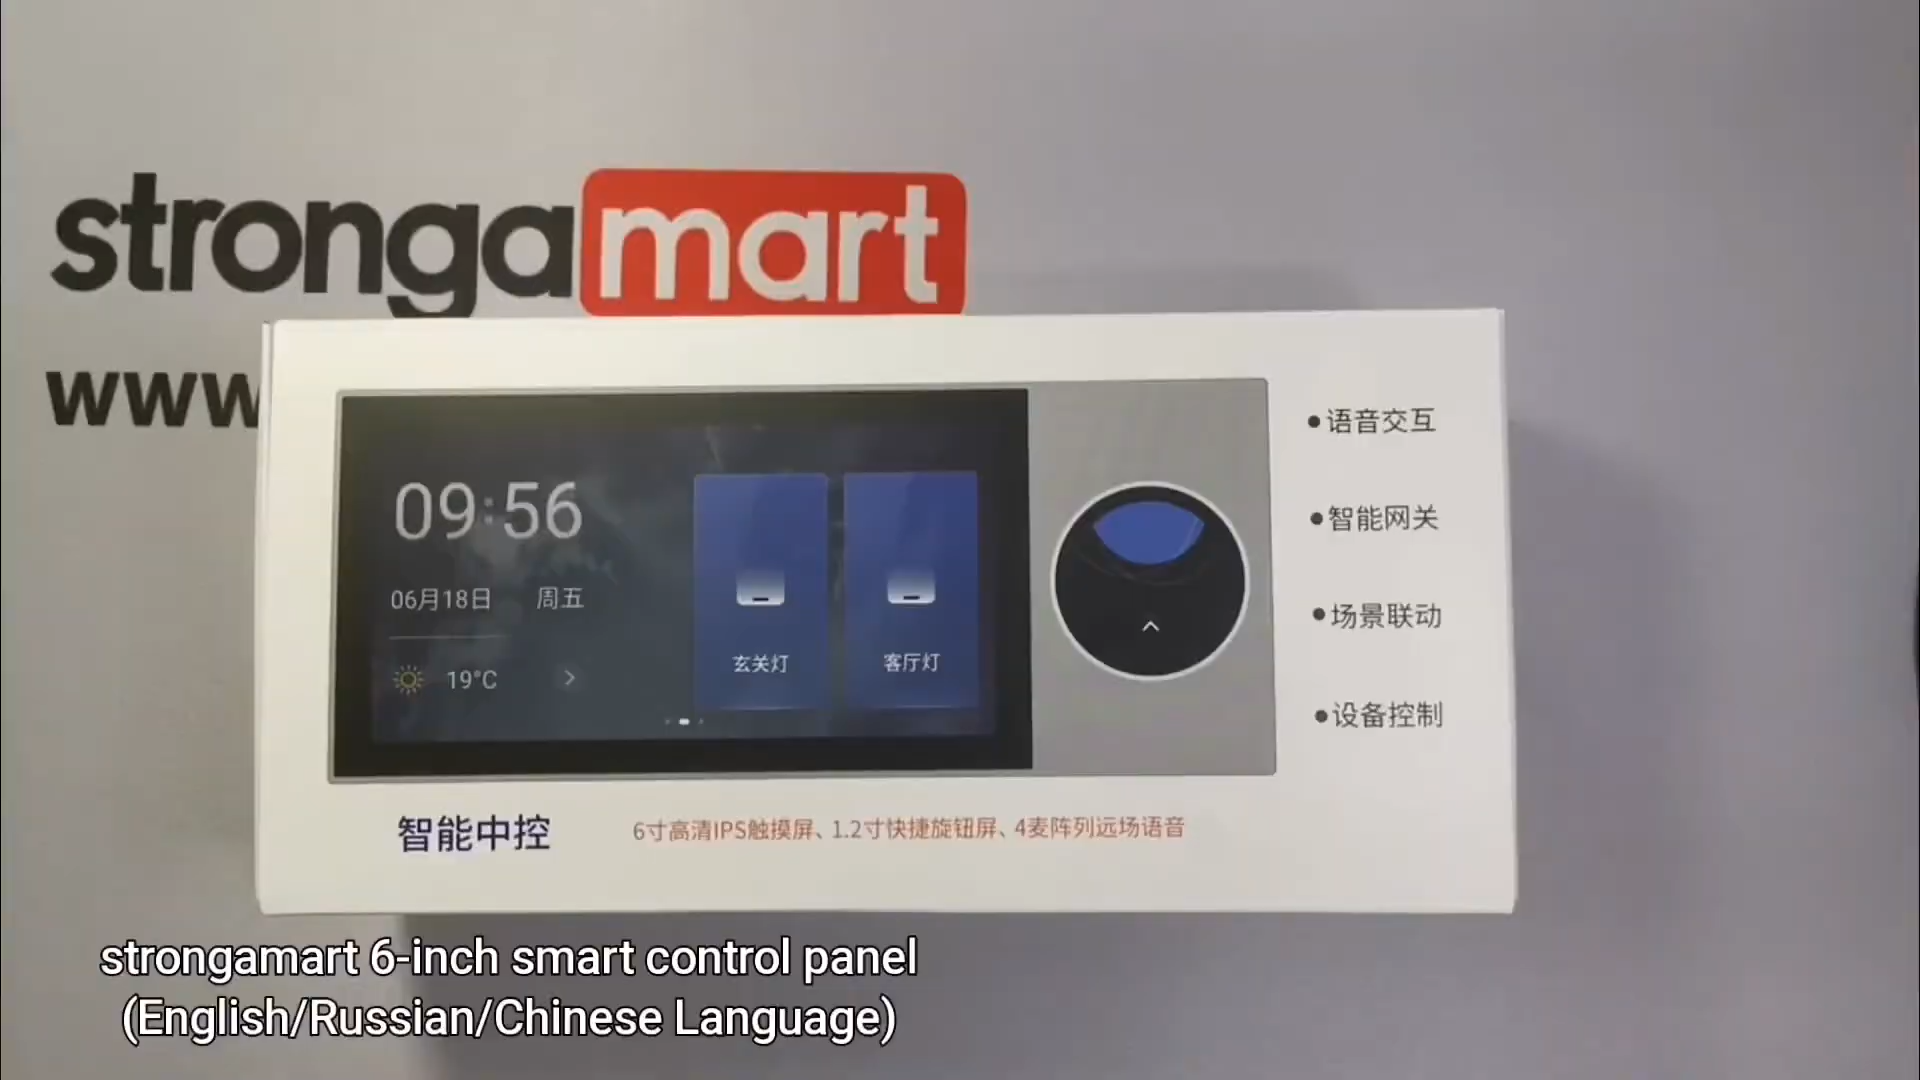 strongamart
www
09:56
06月18日 周五
19°C
玄关灯
客厅灯
●语音交互
●智能网关
●场景联动
●设备控制
智能中控
6寸高清IPS触摸屏、1.2寸快捷旋钮屏、4麦阵列远场语音
strongamart 6-inch smart control panel
(English/Russian/Chinese Language)